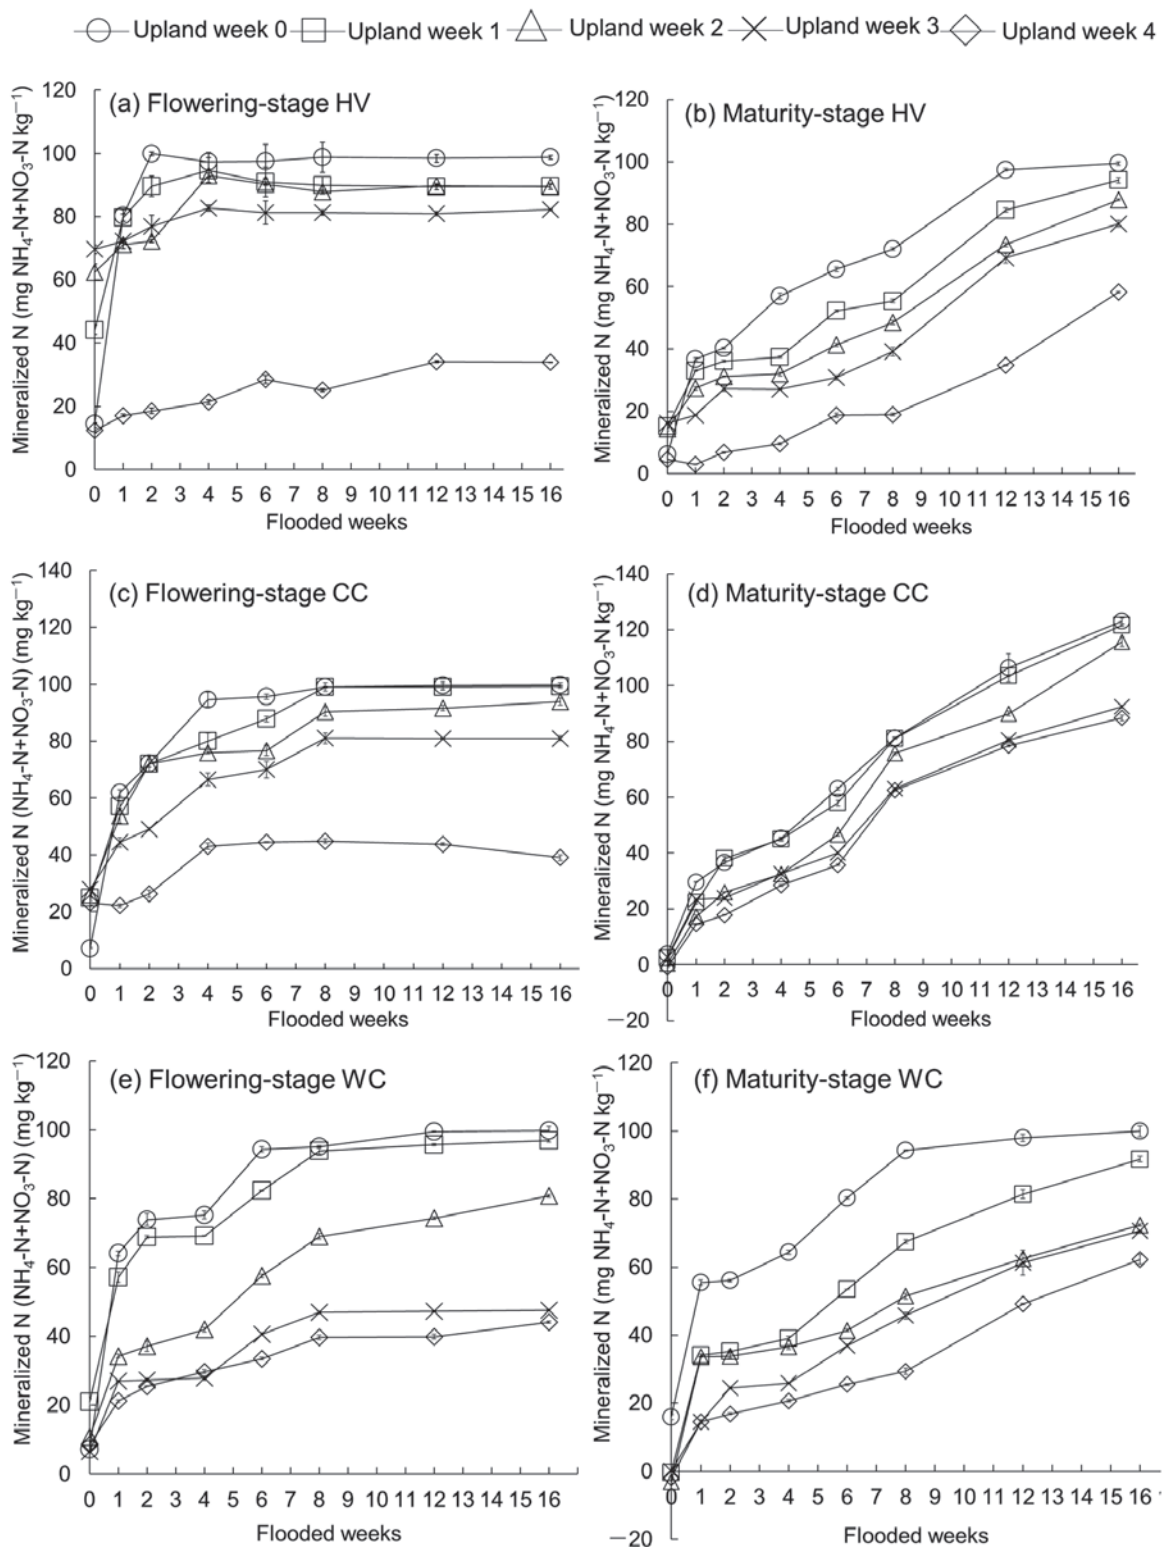 Upland week 0 Upland week 1 Upland week 2 Upland week 3 Upland week 4
(a) Flowering-stage HV
Mineralized N (mg NH₄-N+NO₃-N kg⁻¹)
120
100
80
60
40
20
0
0 1 2 3 4 5 6 7 8 9 10 11 12 13 14 15 16
Flooded weeks
(b) Maturity-stage HV
Mineralized N (mg NH₄-N+NO₃-N kg⁻¹)
120
100
80
60
40
20
0
0 1 2 3 4 5 6 7 8 9 10 11 12 13 14 15 16
Flooded weeks
(c) Flowering-stage CC
Mineralized N (NH₄-N+NO₃-N) (mg kg⁻¹)
140
120
100
80
60
40
20
0
0 1 2 3 4 5 6 7 8 9 10 11 12 13 14 15 16
Flooded weeks
(d) Maturity-stage CC
Mineralized N (mg NH₄-N+NO₃-N kg⁻¹)
140
120
100
80
60
40
20
0
−20
0 1 2 3 4 5 6 7 8 9 10 11 12 13 14 15 16
Flooded weeks
(e) Flowering-stage WC
Mineralized N (NH₄-N+NO₃-N) (mg kg⁻¹)
120
100
80
60
40
20
0
0 1 2 3 4 5 6 7 8 9 10 11 12 13 14 15 16
Flooded weeks
(f) Maturity-stage WC
Mineralized N (mg NH₄-N+NO₃-N kg⁻¹)
120
100
80
60
40
20
0
−20
0 1 2 3 4 5 6 7 8 9 10 11 12 13 14 15 16
Flooded weeks